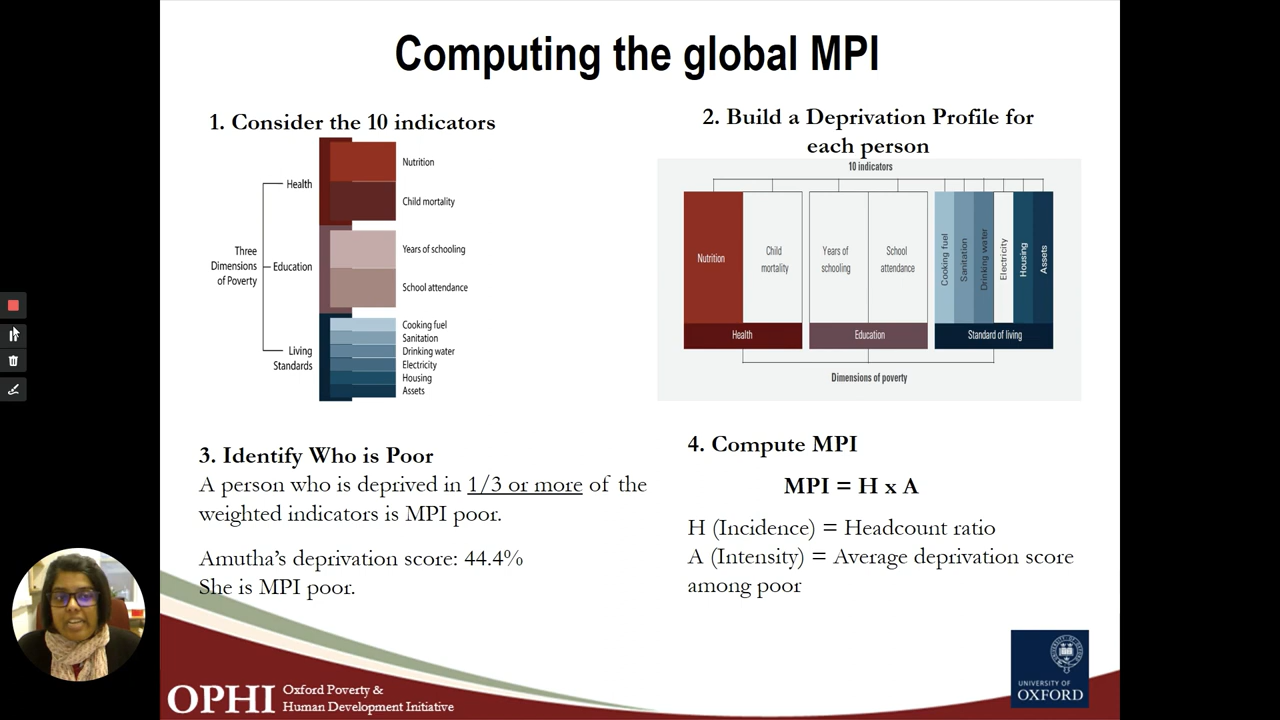 Computing the global MPI
1. Consider the 10 indicators
Three
Dimensions
of Poverty
Health
Education
Living
Standards
Nutrition
Child mortality
Years of schooling
School attendance
Cooking fuel
Sanitation
Drinking water
Electricity
Housing
Assets
2. Build a Deprivation Profile for
each person
10 indicators
Nutrition
Child
mortality
Years of
schooling
School
attendance
Cooking fuel
Sanitation
Drinking water
Electricity
Housing
Assets
Health
Education
Standard of living
Dimensions of poverty
3. Identify Who is Poor
A person who is deprived in 1/3 or more of the
weighted indicators is MPI poor.
Amutha's deprivation score: 44.4%
She is MPI poor.
4. Compute MPI
MPI = H x A
H (Incidence) = Headcount ratio
A (Intensity) = Average deprivation score
among poor
OPHI
Oxford Poverty &
Human Development Initiative
UNIVERSITY OF
OXFORD